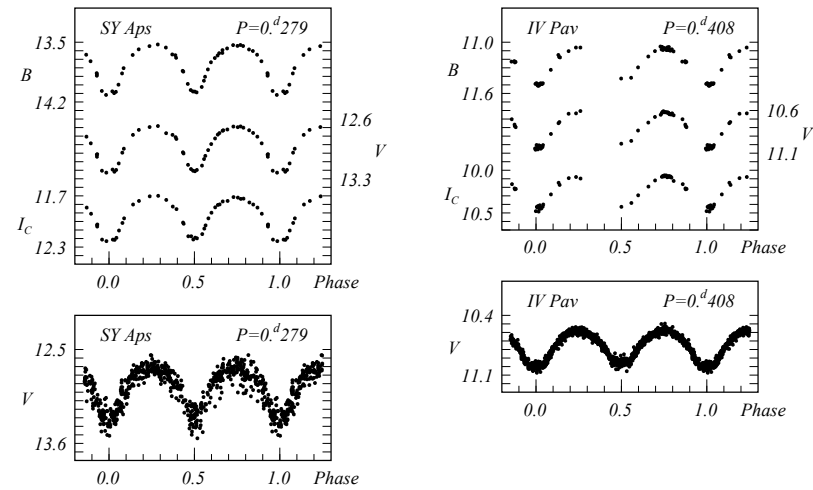 SY Aps P=0.ᵈ279
13.5
B
14.2
12.6
V
13.3
11.7
I_C
12.3
0.0 0.5 1.0 Phase
IV Pav P=0.ᵈ408
11.0
B
11.6
10.6
V
11.1
10.0
I_C
10.5
0.0 0.5 1.0 Phase
SY Aps P=0.ᵈ279
12.5
V
13.6
0.0 0.5 1.0 Phase
IV Pav P=0.ᵈ408
10.4
V
11.1
0.0 0.5 1.0 Phase